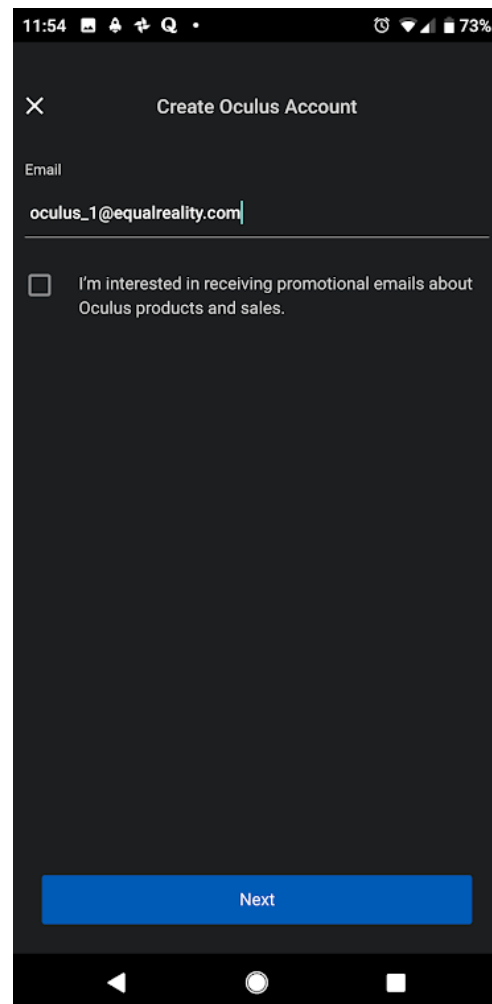 11:54 Q 73%
Create Oculus Account
Email
oculus_1@equalreality.com
I'm interested in receiving promotional emails about
Oculus products and sales.
Next